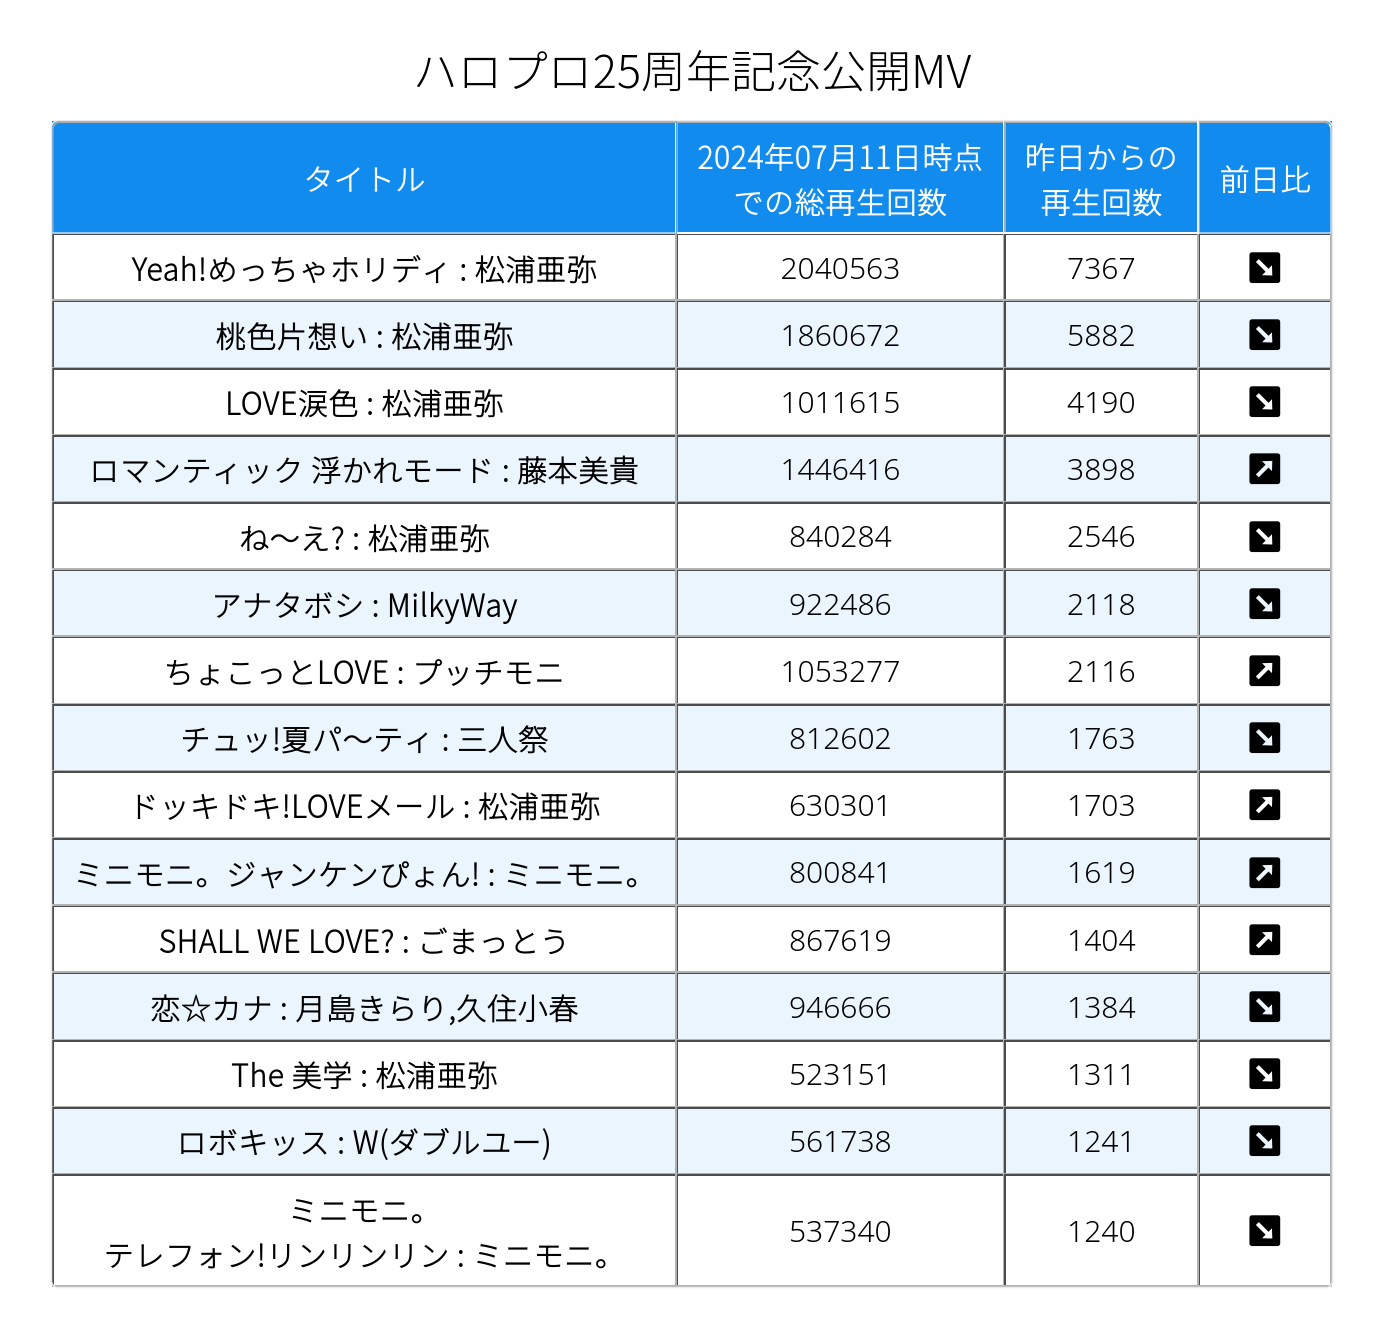 ハロプロ25周年記念公開MV
タイトル
2024年07月11日時点
での総再生回数
昨日からの
再生回数
前日比
Yeah!めっちゃホリディ : 松浦亜弥 2040563 7367 ↘
桃色片想い : 松浦亜弥 1860672 5882 ↘
LOVE涙色 : 松浦亜弥 1011615 4190 ↘
ロマンティック 浮かれモード : 藤本美貴 1446416 3898 ↗
ね～え? : 松浦亜弥 840284 2546 ↘
アナタボシ : MilkyWay 922486 2118 ↘
ちょこっとLOVE : プッチモニ 1053277 2116 ↗
チュッ!夏パ～ティ : 三人祭 812602 1763 ↘
ドッキドキ!LOVEメール : 松浦亜弥 630301 1703 ↗
ミニモニ。ジャンケンぴょん! : ミニモニ。 800841 1619 ↗
SHALL WE LOVE? : ごまっとう 867619 1404 ↗
恋☆カナ : 月島きらり,久住小春 946666 1384 ↘
The 美学 : 松浦亜弥 523151 1311 ↘
ロボキッス : W(ダブルユー) 561738 1241 ↘
ミニモニ。
テレフォン!リンリンリン : ミニモニ。 537340 1240 ↘